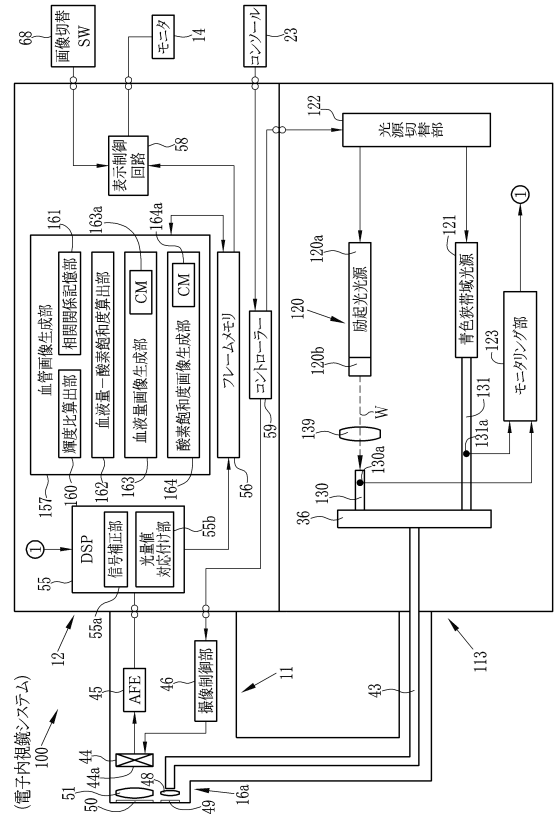 (電子内視鏡システム)
100
51
50
44
44a
48
49
16a
45
AFE
46
撮像制御部
11
43
12
113
①
55
DSP
信号補正部
55a
光量値
対応付け部
55b
157
血管画像生成部
輝度比算出部
160
相関関係記憶部
161
血液量－酸素飽和度算出部
162
血液量画像生成部
163
CM
163a
酸素飽和度画像生成部
164
CM
164a
フレームメモリ
56
コントローラー
59
表示制御
回路
58
画像切替
SW
68
モニタ
14
コンソール
23
光源切替部
122
120
励起光光源
120a
120b
W
139
130
130a
36
青色狭帯域光源
121
131
131a
モニタリング部
123
①